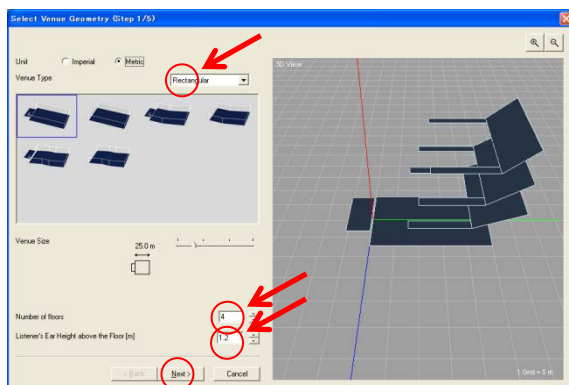 Select Venue Geometry (Step 1/5)
Unit
Imperial
Metric
Venue Type
Rectangular
Venue Size
25.0 m
Number of floors
4
Listener's Ear Height above the Floor [m]
1.2
< Back
Next >
Cancel
3D View
1 Grid = 8 m